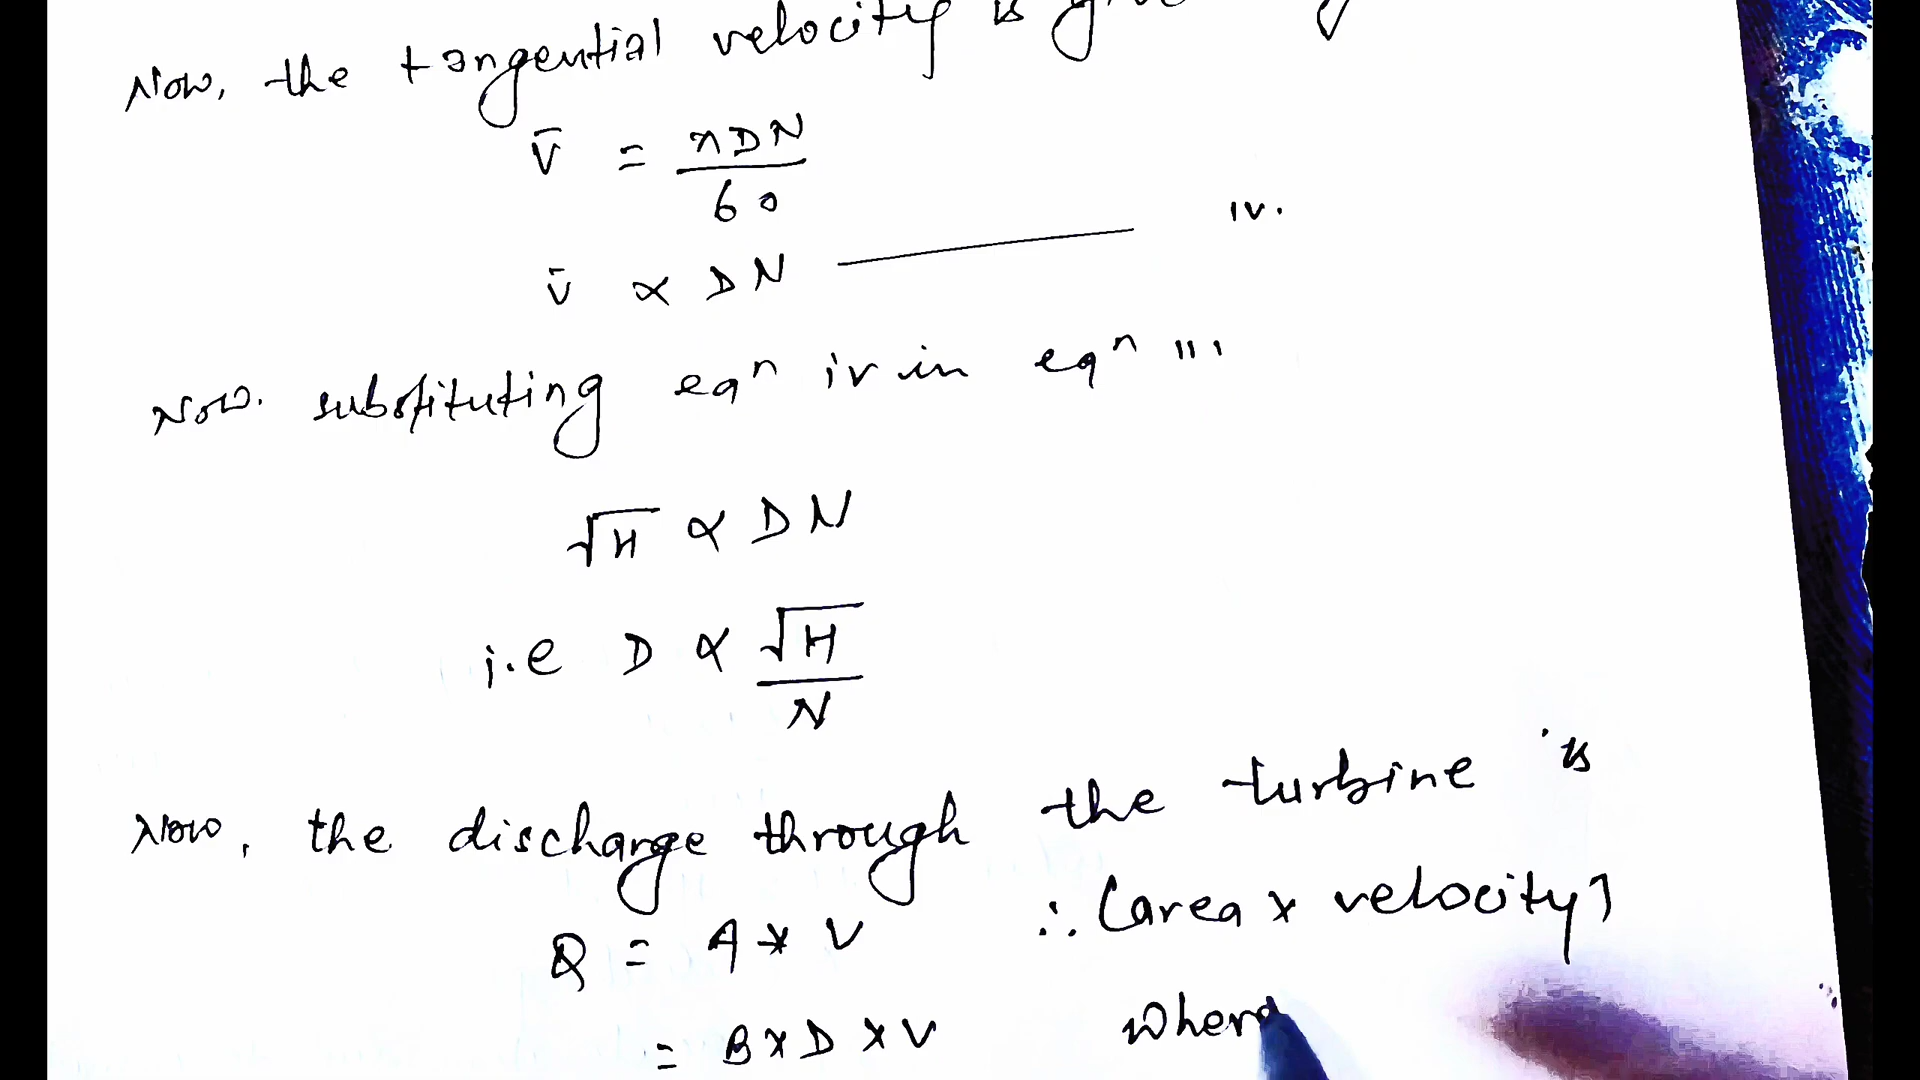 Now, the tangential velocity is
V̄ = πDN / 60
v̄ ∝ DN ——— iv.
Now. substituting eqⁿ iv in eqⁿ iii
√H ∝ DN
i.e D ∝ √H / N
Now, the discharge through the turbine is
Q = A * V ∴ (area x velocity)
= B x D x V where